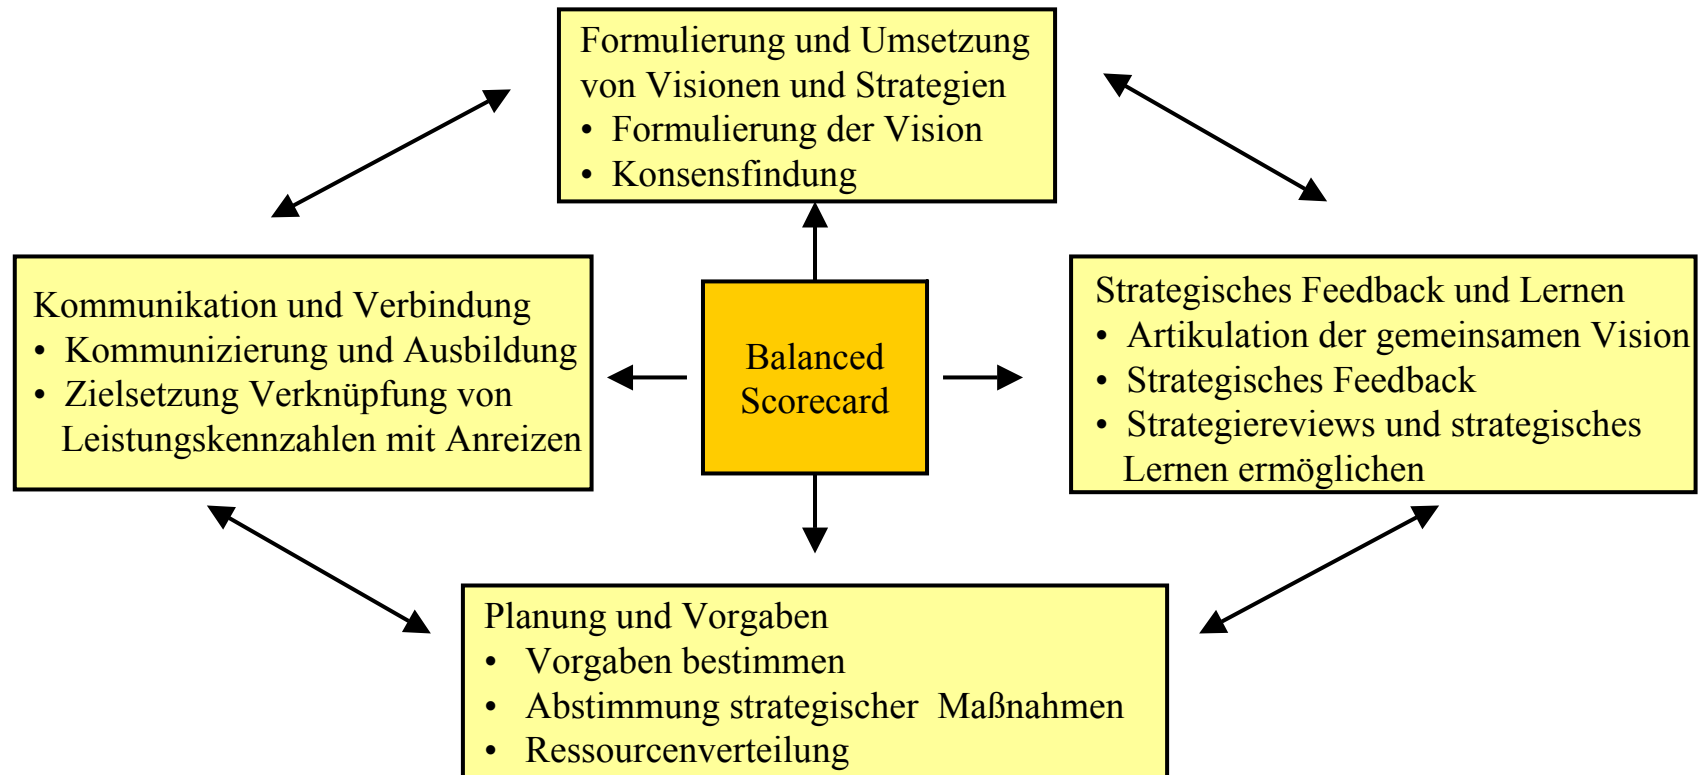 Formulierung und Umsetzung
von Visionen und Strategien
• Formulierung der Vision
• Konsensfindung
Kommunikation und Verbindung
• Kommunizierung und Ausbildung
• Zielsetzung Verknüpfung von
Leistungskennzahlen mit Anreizen
Balanced
Scorecard
Strategisches Feedback und Lernen
• Artikulation der gemeinsamen Vision
• Strategisches Feedback
• Strategiereviews und strategisches
Lernen ermöglichen
Planung und Vorgaben
• Vorgaben bestimmen
• Abstimmung strategischer Maßnahmen
• Ressourcenverteilung